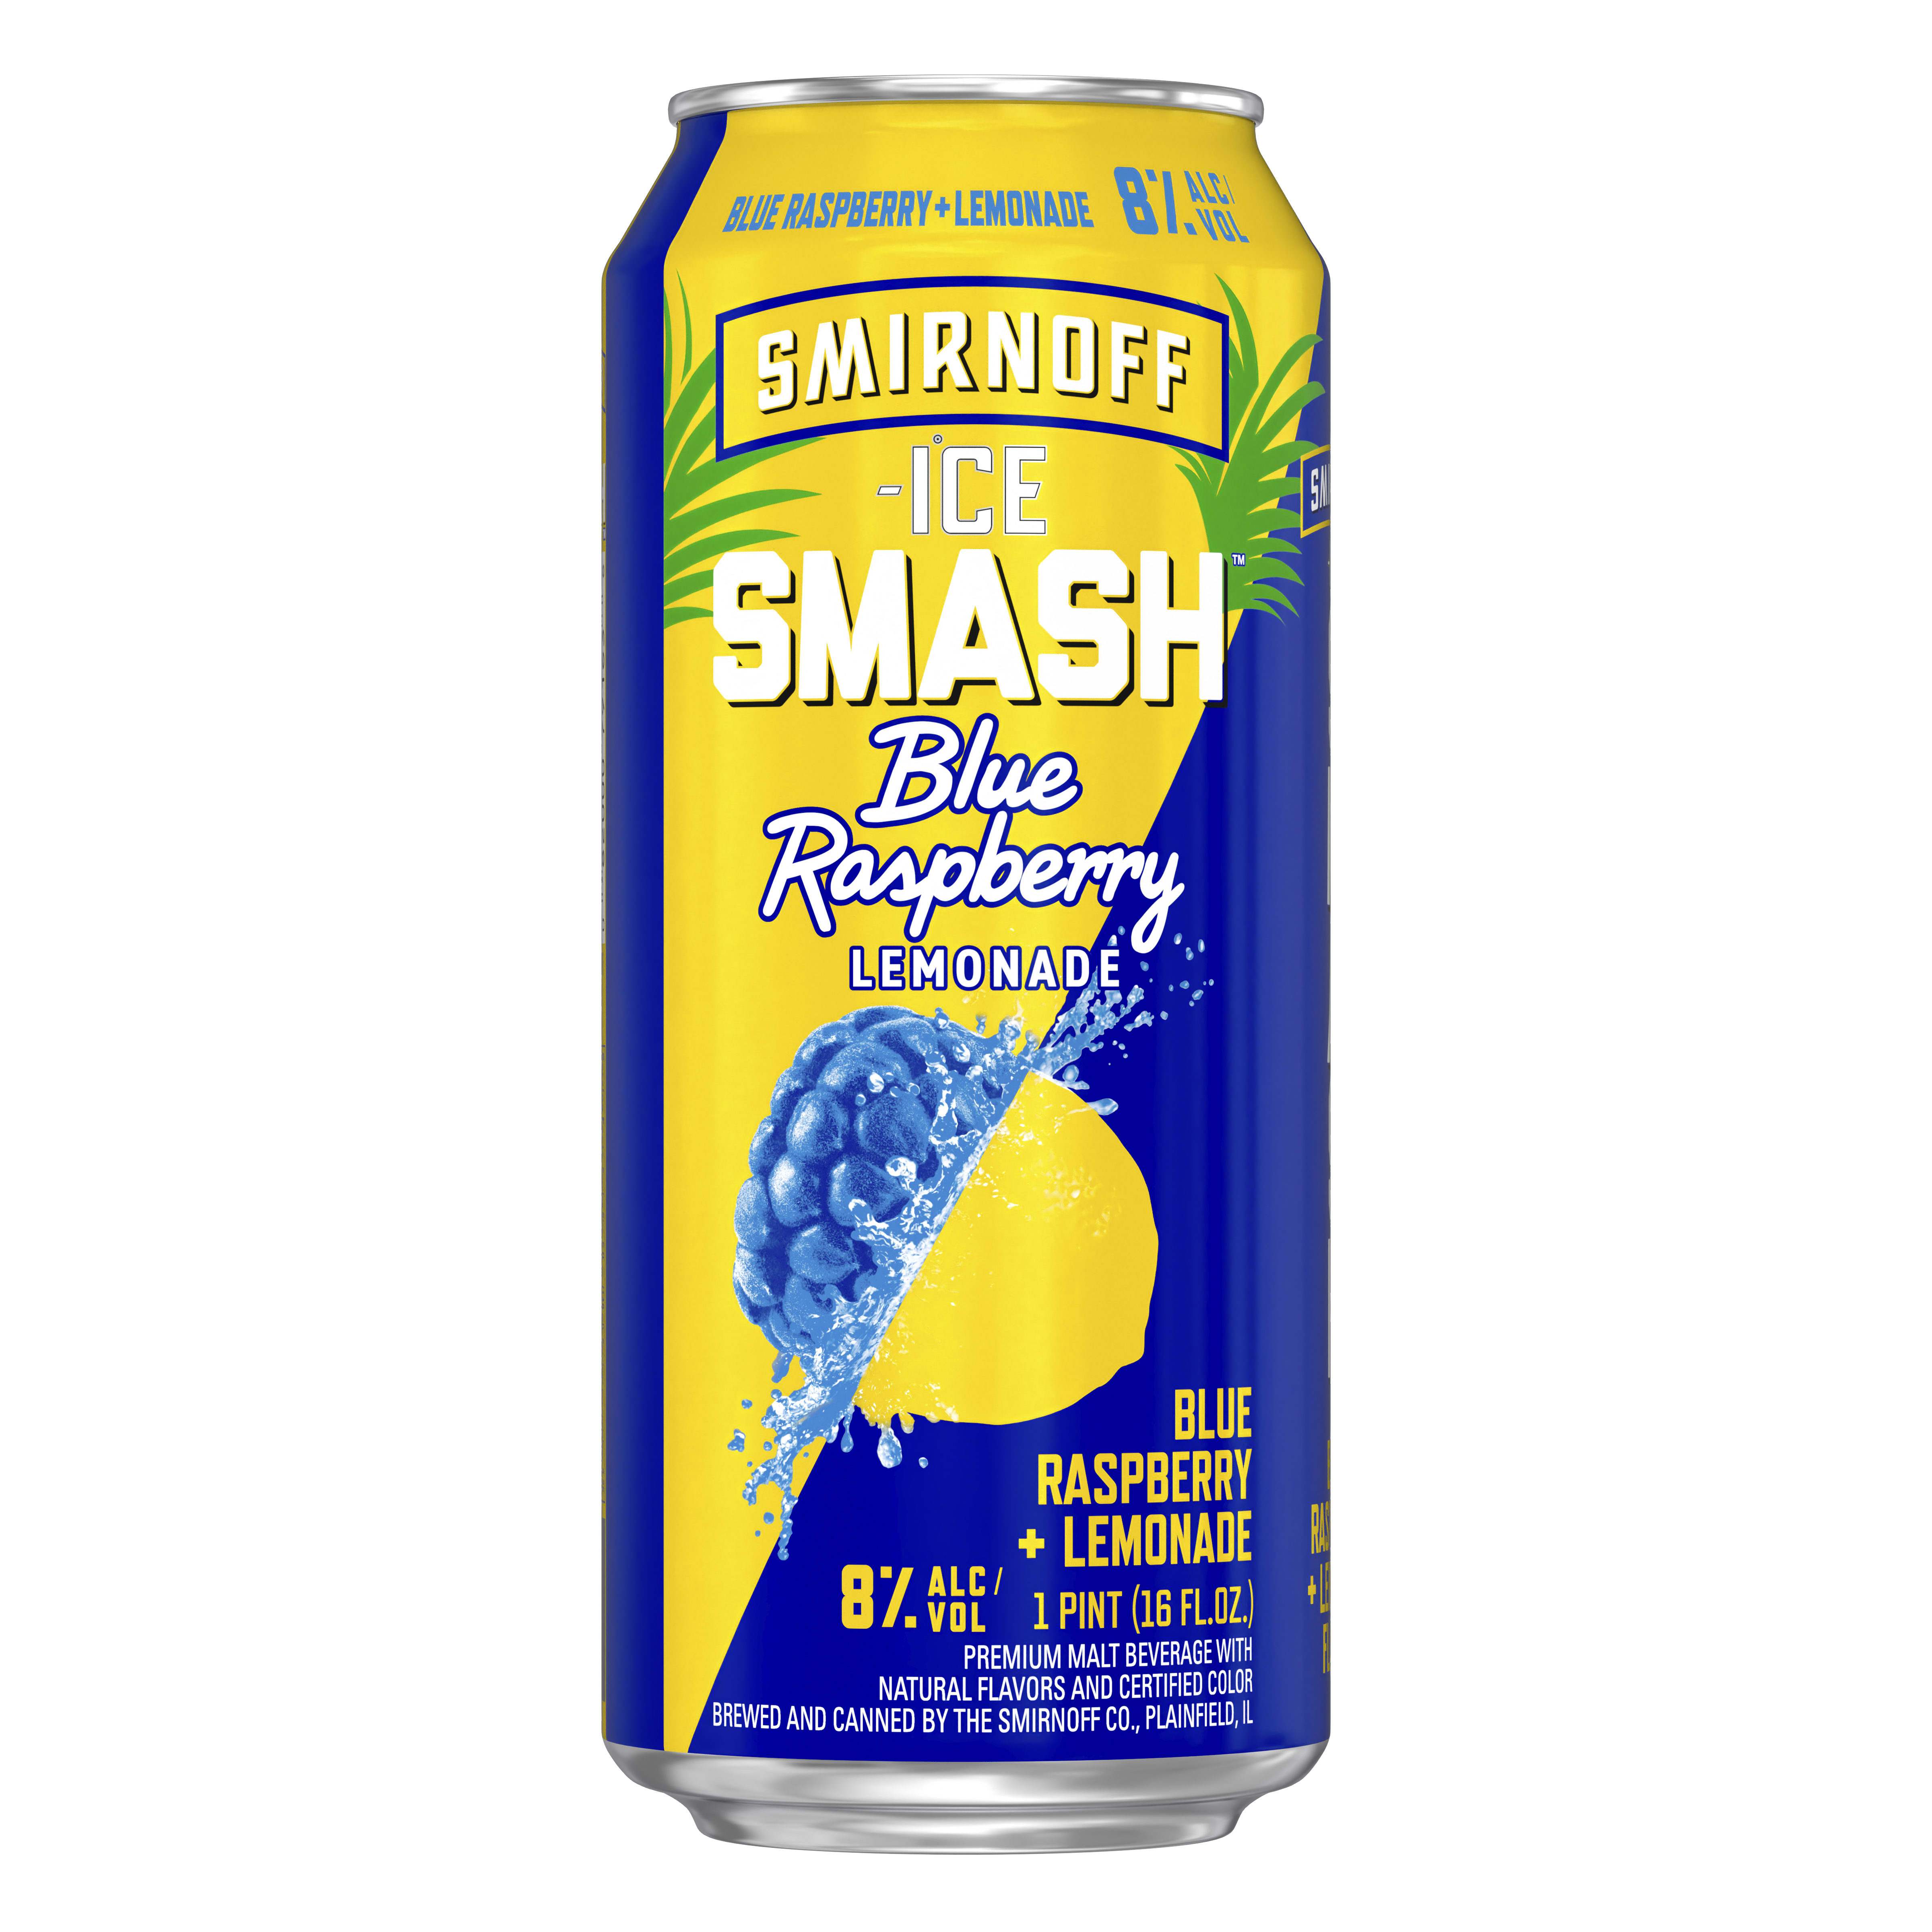 BLUE RASPBERRY+LEMONADE 8% ALC/VOL
SMIRNOFF
-ICE
SMASH™
Blue
Raspberry
LEMONADE
BLUE
RASPBERRY
+ LEMONADE
8% ALC/VOL 1 PINT (16 FL.OZ.)
PREMIUM MALT BEVERAGE WITH
NATURAL FLAVORS AND CERTIFIED COLOR
BREWED AND CANNED BY THE SMIRNOFF CO., PLAINFIELD, IL